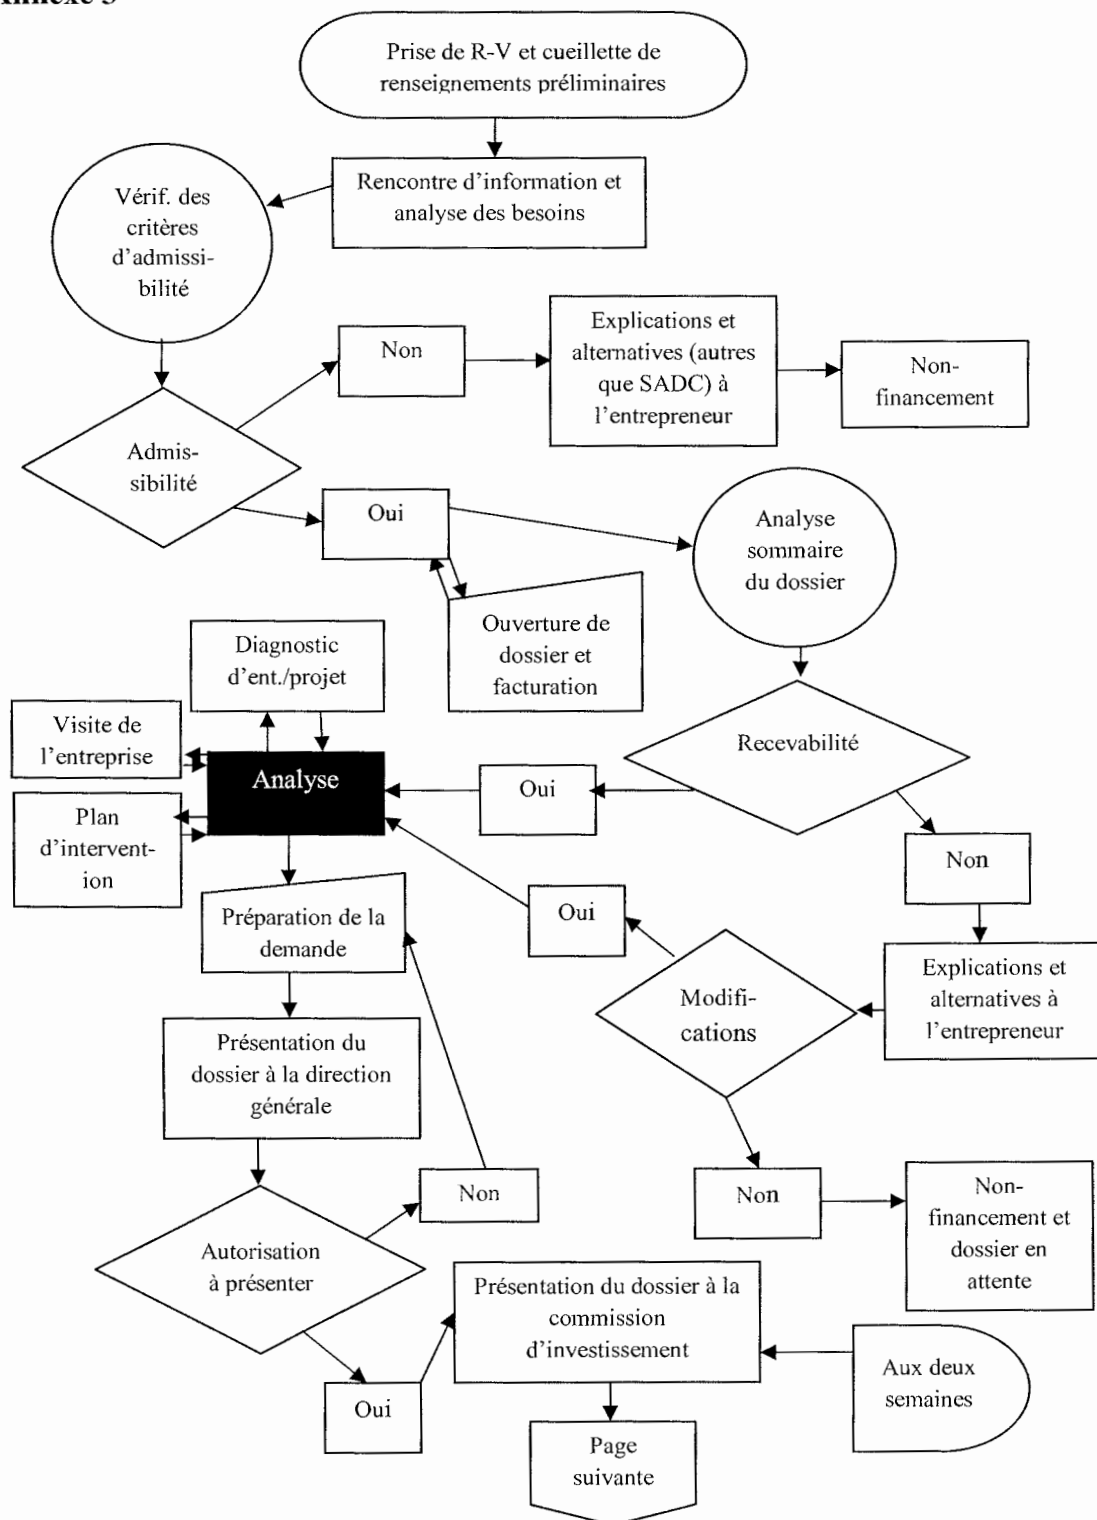 Annexe 3
Prise de R-V et cueillette de
renseignements préliminaires
Rencontre d'information et
analyse des besoins
Vérif. des
critères
d'admissi-
bilité
Non
Explications et
alternatives (autres
que SADC) à
l'entrepreneur
Non-
financement
Admis-
sibilité
Oui
Analyse
sommaire
du dossier
Ouverture de
dossier et
facturation
Diagnostic
d'ent./projet
Visite de
l'entreprise
Analyse
Recevabilité
Oui
Plan
d'intervent-
ion
Non
Oui
Préparation de la
demande
Explications et
alternatives à
l'entrepreneur
Modifi-
cations
Présentation du
dossier à la direction
générale
Non
Non
Non-
financement et
dossier en
attente
Autorisation
à présenter
Présentation du dossier à la
commission
d'investissement
Aux deux
semaines
Oui
Page
suivante